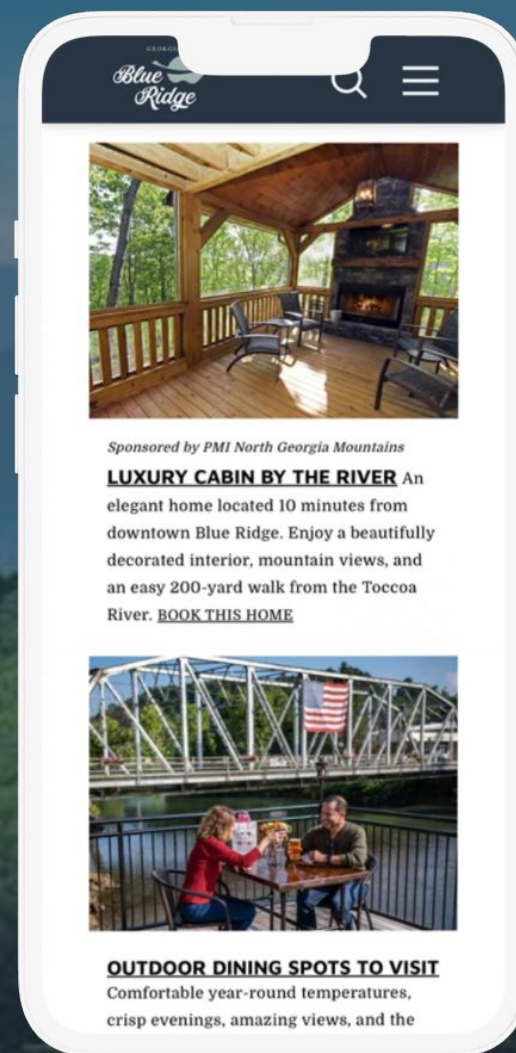 GEORGIA
Blue
Ridge
Sponsored by PMI North Georgia Mountains
LUXURY CABIN BY THE RIVER An
elegant home located 10 minutes from
downtown Blue Ridge. Enjoy a beautifully
decorated interior, mountain views, and
an easy 200-yard walk from the Toccoa
River. BOOK THIS HOME
OUTDOOR DINING SPOTS TO VISIT
Comfortable year-round temperatures,
crisp evenings, amazing views, and the